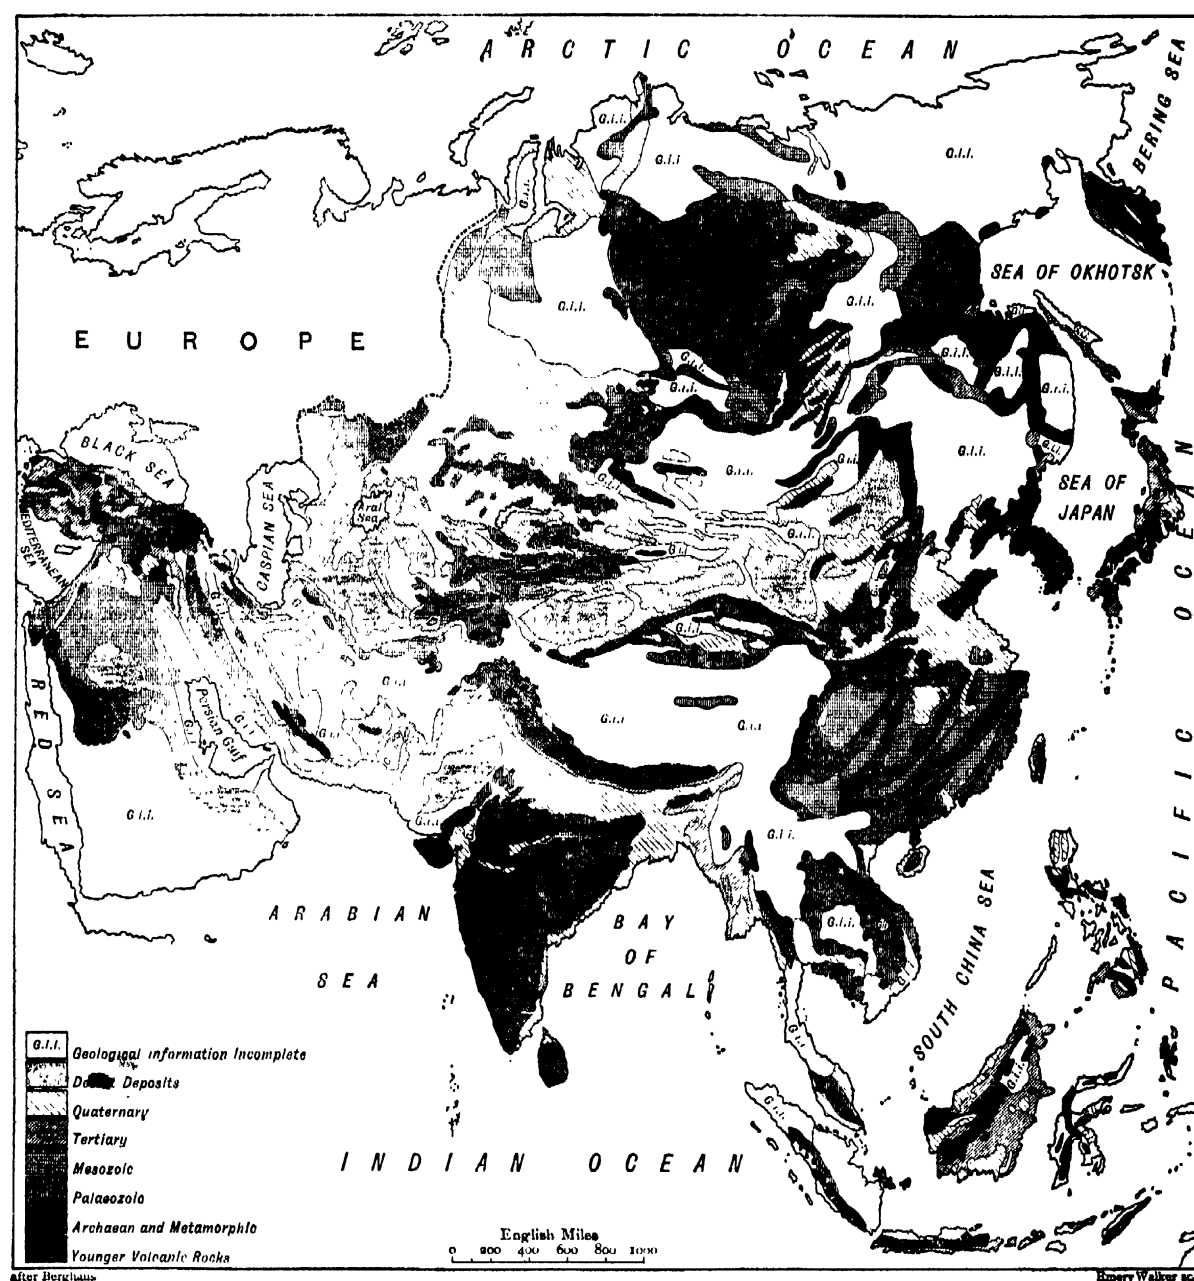 ARCTIC OCEAN
BERING SEA
G.i.i.
G.i.i
G.i.i.
G.i.i.
SEA OF OKHOTSK
G.i.i.
G.i.i.
EUROPE
G.i.i.
G.i.i.
G.i.i.
G.i.i.
G.i.i.
BLACK SEA
G.i.i.
G.i.i.
G.i.i.
G.i.i.
SEA OF
JAPAN
CASPIAN SEA
Aral
Sea
MEDITERRANEAN
SEA
G.i.i.
G.i.i
G.i.i
RED SEA
Persian Gulf
G.i.i
G.i.i
G.i.i
G.i.i
G.i.i.
G.i.i
G.i.i.
PACIFIC OCEAN
ARABIAN
SEA
BAY
OF
BENGAL
G.i.i.
SOUTH CHINA SEA
G.i.i.
G.i.i.
G.i.i.
INDIAN OCEAN
G.i.i. Geological information Incomplete
Deposits
Quaternary
Tertiary
Mesozoic
Palaeozoic
Archaean and Metamorphic
Younger Volcanic Rocks
English Miles
0 200 400 600 800 1000
after Berghaus
Emery Walker sc